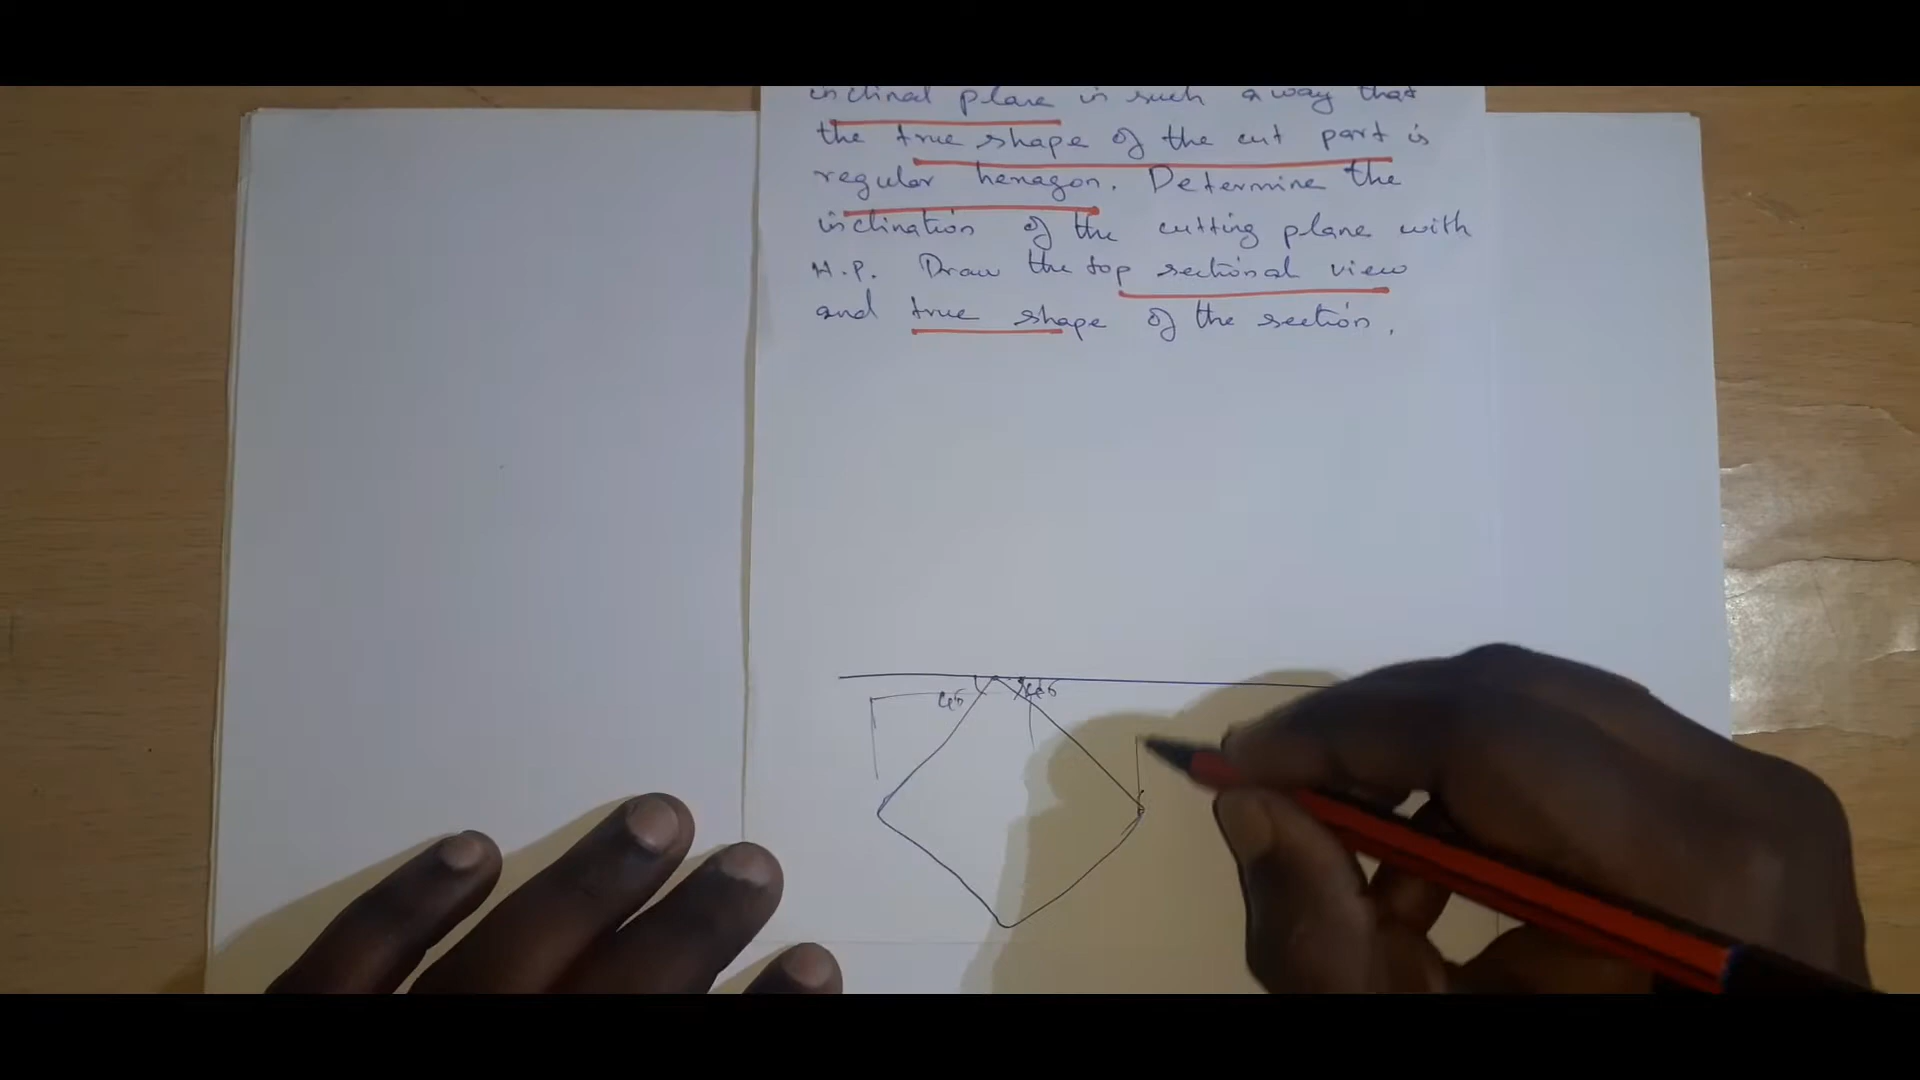 inclined plane in such a way that
the true shape of the cut part is
regular hexagon. Determine the
inclination of the cutting plane with
H.P. Draw the top sectional view
and true shape of the section.
45 45